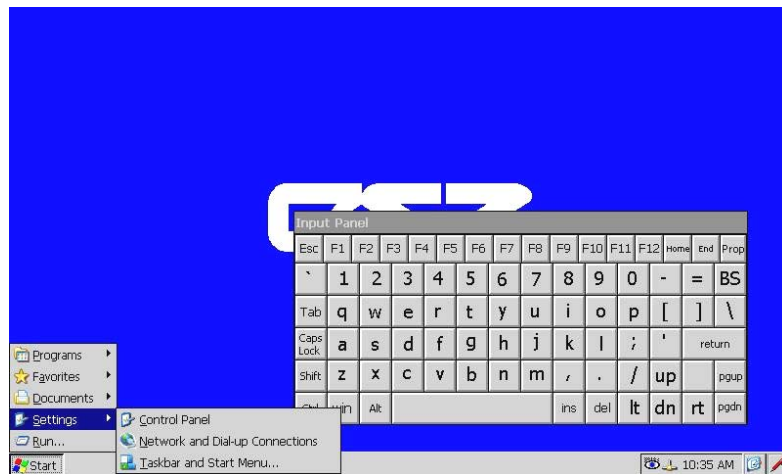 Input Panel
Esc F1 F2 F3 F4 F5 F6 F7 F8 F9 F10 F11 F12 Home End Prop
` 1 2 3 4 5 6 7 8 9 0 - = BS
Tab q w e r t y u i o p [ ] \
Caps Lock a s d f g h j k l ; ' return
Shift z x c v b n m , . / up pgup
Ctrl win Alt ins del lt dn rt pgdn
Programs
Favorites
Documents
Settings
Run...
Control Panel
Network and Dial-up Connections
Taskbar and Start Menu...
Start
10:35 AM